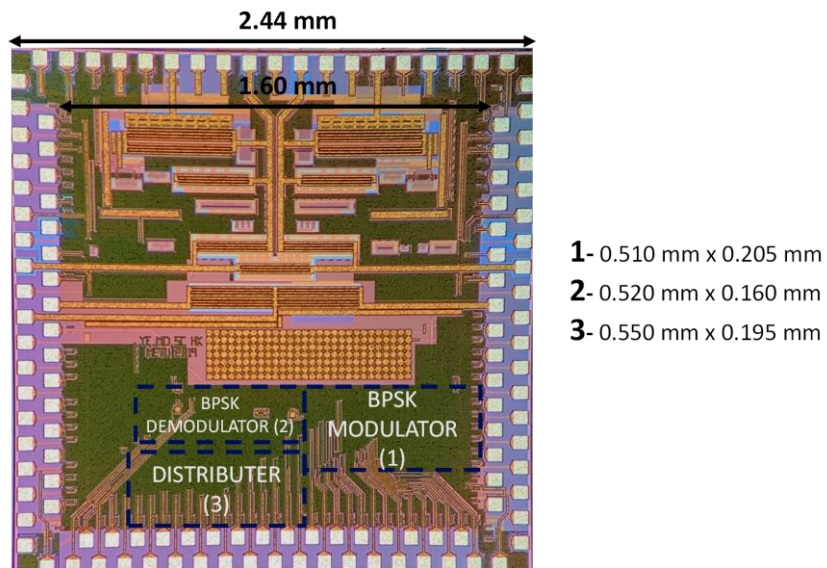 2.44 mm
1.60 mm
1- 0.510 mm x 0.205 mm
2- 0.520 mm x 0.160 mm
3- 0.550 mm x 0.195 mm
BPSK
DEMODULATOR (2)
BPSK
MODULATOR
(1)
DISTRIBUTER
(3)